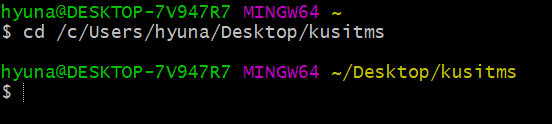 hyuna@DESKTOP-7V947R7 MINGW64 ~
$ cd /c/Users/hyuna/Desktop/kusitms
hyuna@DESKTOP-7V947R7 MINGW64 ~/Desktop/kusitms
$